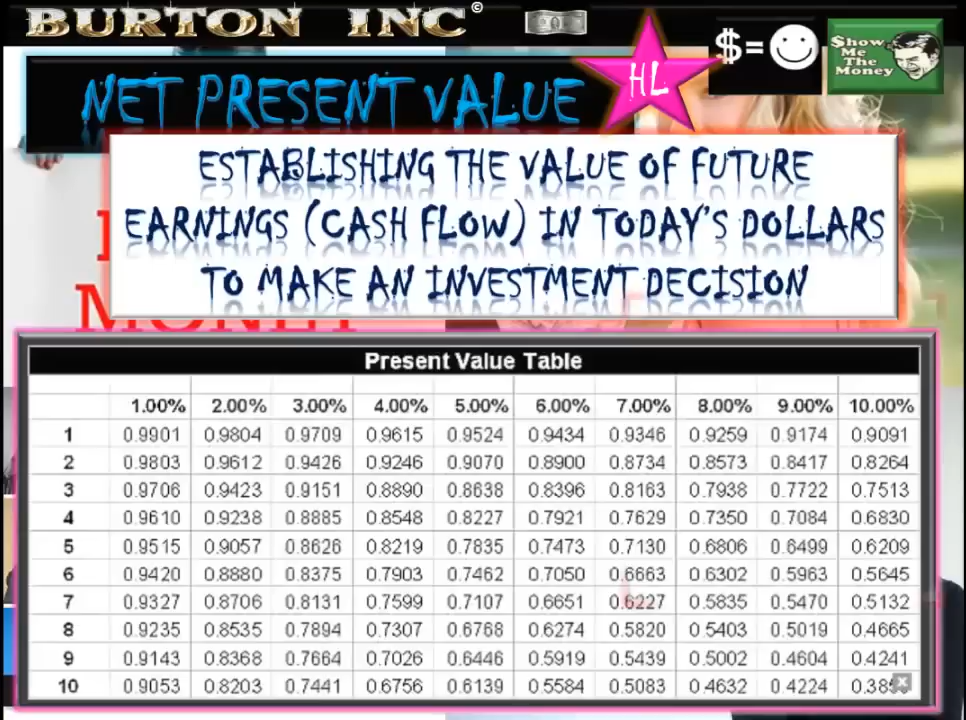 BURTON INC©
$=
Show
Me
The
Money
HL
NET PRESENT VALUE
ESTABLISHING THE VALUE OF FUTURE
EARNINGS (CASH FLOW) IN TODAY'S DOLLARS
TO MAKE AN INVESTMENT DECISION
Present Value Table
1.00% 2.00% 3.00% 4.00% 5.00% 6.00% 7.00% 8.00% 9.00% 10.00%
1 0.9901 0.9804 0.9709 0.9615 0.9524 0.9434 0.9346 0.9259 0.9174 0.9091
2 0.9803 0.9612 0.9426 0.9246 0.9070 0.8900 0.8734 0.8573 0.8417 0.8264
3 0.9706 0.9423 0.9151 0.8890 0.8638 0.8396 0.8163 0.7938 0.7722 0.7513
4 0.9610 0.9238 0.8885 0.8548 0.8227 0.7921 0.7629 0.7350 0.7084 0.6830
5 0.9515 0.9057 0.8626 0.8219 0.7835 0.7473 0.7130 0.6806 0.6499 0.6209
6 0.9420 0.8880 0.8375 0.7903 0.7462 0.7050 0.6663 0.6302 0.5963 0.5645
7 0.9327 0.8706 0.8131 0.7599 0.7107 0.6651 0.6227 0.5835 0.5470 0.5132
8 0.9235 0.8535 0.7894 0.7307 0.6768 0.6274 0.5820 0.5403 0.5019 0.4665
9 0.9143 0.8368 0.7664 0.7026 0.6446 0.5919 0.5439 0.5002 0.4604 0.4241
10 0.9053 0.8203 0.7441 0.6756 0.6139 0.5584 0.5083 0.4632 0.4224